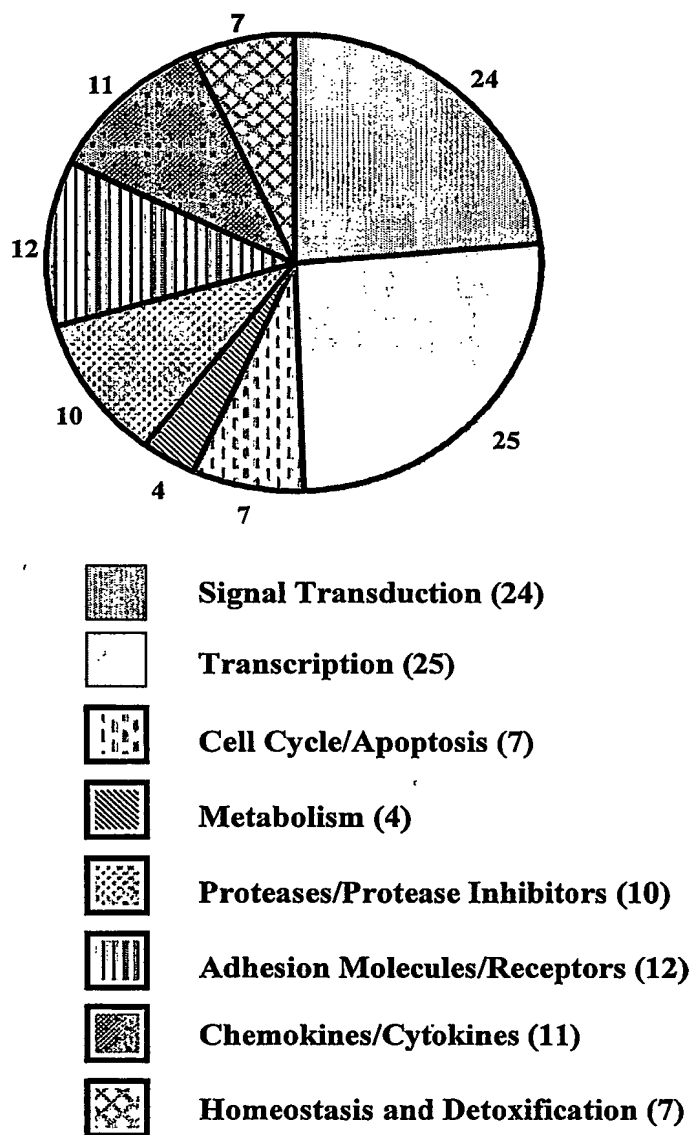 7
11
24
12
10
25
4
7
Signal Transduction (24)
Transcription (25)
Cell Cycle/Apoptosis (7)
Metabolism (4)
Proteases/Protease Inhibitors (10)
Adhesion Molecules/Receptors (12)
Chemokines/Cytokines (11)
Homeostasis and Detoxification (7)